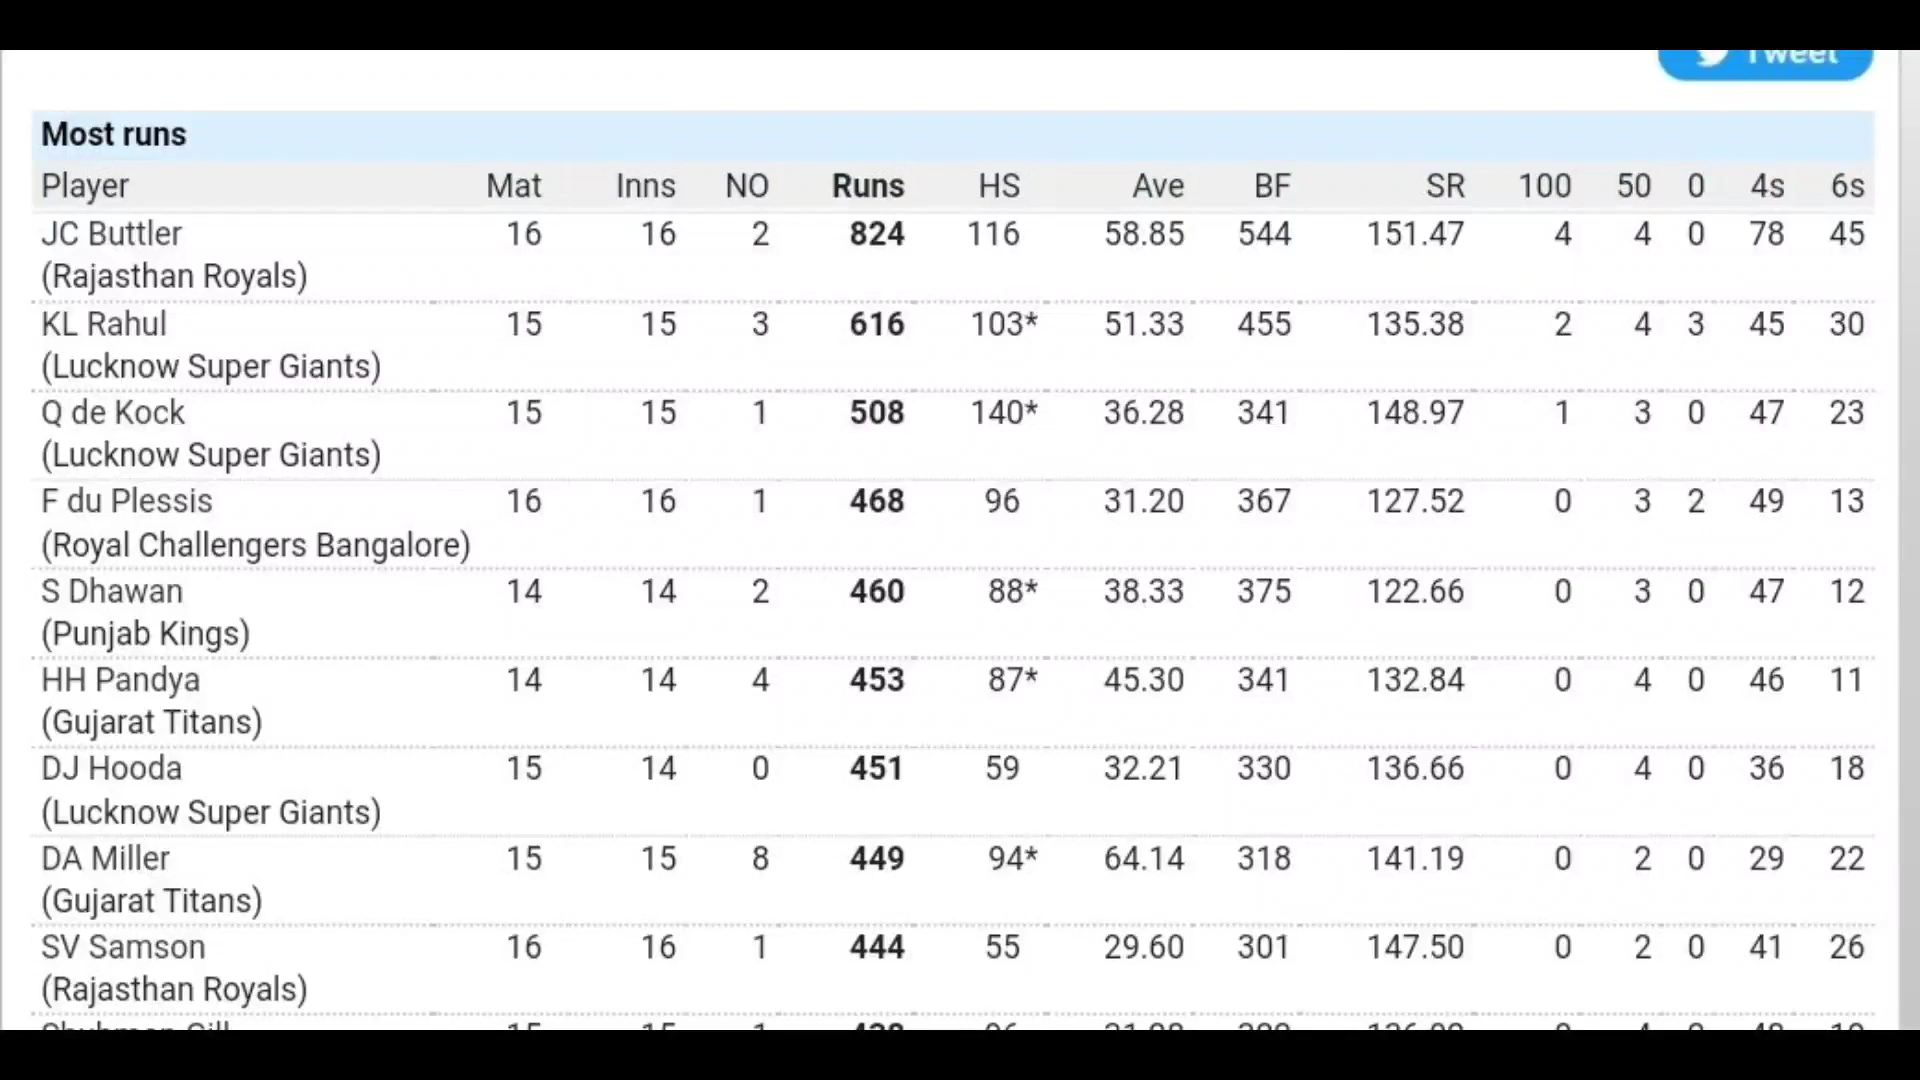 Tweet
Most runs
Player Mat Inns NO Runs HS Ave BF SR 100 50 0 4s 6s
JC Buttler 16 16 2 824 116 58.85 544 151.47 4 4 0 78 45
(Rajasthan Royals)
KL Rahul 15 15 3 616 103* 51.33 455 135.38 2 4 3 45 30
(Lucknow Super Giants)
Q de Kock 15 15 1 508 140* 36.28 341 148.97 1 3 0 47 23
(Lucknow Super Giants)
F du Plessis 16 16 1 468 96 31.20 367 127.52 0 3 2 49 13
(Royal Challengers Bangalore)
S Dhawan 14 14 2 460 88* 38.33 375 122.66 0 3 0 47 12
(Punjab Kings)
HH Pandya 14 14 4 453 87* 45.30 341 132.84 0 4 0 46 11
(Gujarat Titans)
DJ Hooda 15 14 0 451 59 32.21 330 136.66 0 4 0 36 18
(Lucknow Super Giants)
DA Miller 15 15 8 449 94* 64.14 318 141.19 0 2 0 29 22
(Gujarat Titans)
SV Samson 16 16 1 444 55 29.60 301 147.50 0 2 0 41 26
(Rajasthan Royals)